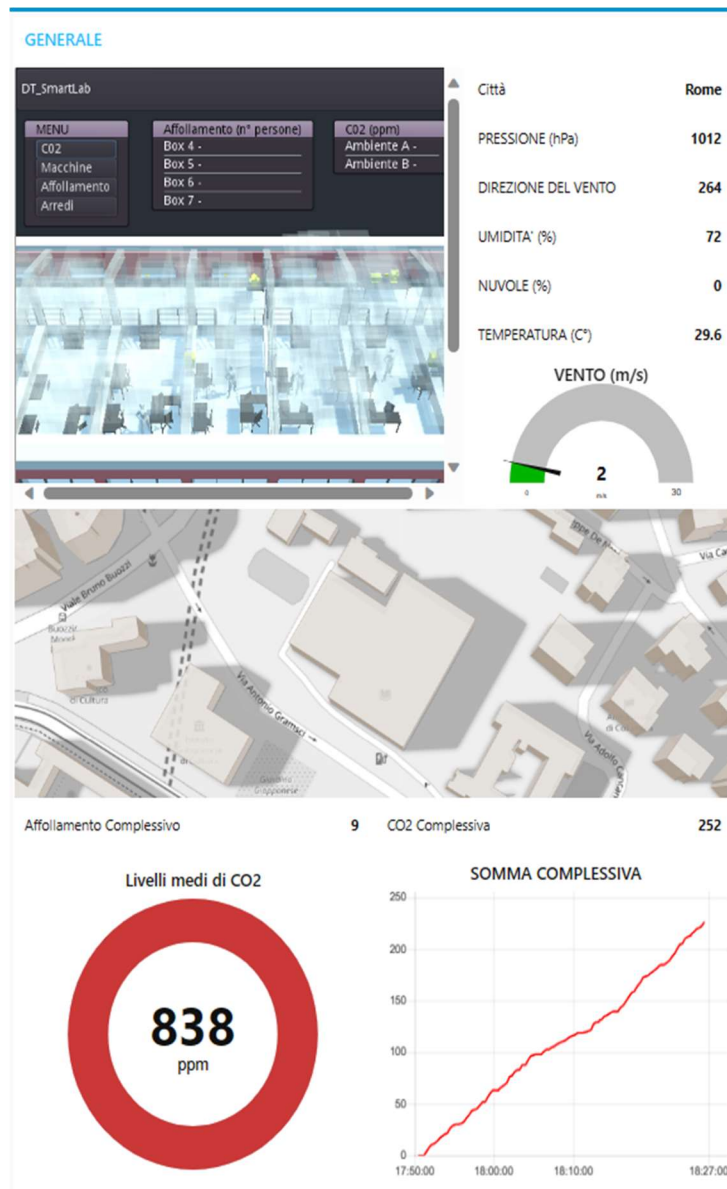 GENERALE
DT_SmartLab
MENU
C02
Macchine
Affollamento
Arredi
Affollamento (n° persone)
Box 4 -
Box 5 -
Box 6 -
Box 7 -
C02 (ppm)
Ambiente A -
Ambiente B -
Città Rome
PRESSIONE (hPa) 1012
DIREZIONE DEL VENTO 264
UMIDITA' (%) 72
NUVOLE (%) 0
TEMPERATURA (C°) 29.6
VENTO (m/s)
2
0
30
Viale Bruno Buozzi
Via Antonio Gramsci
di Cultura
Giapponese
Affollamento Complessivo 9
CO2 Complessiva 252
Livelli medi di CO2
838
ppm
SOMMA COMPLESSIVA
250
200
150
100
50
0
17:50:00 18:00:00 18:10:00 18:27:00